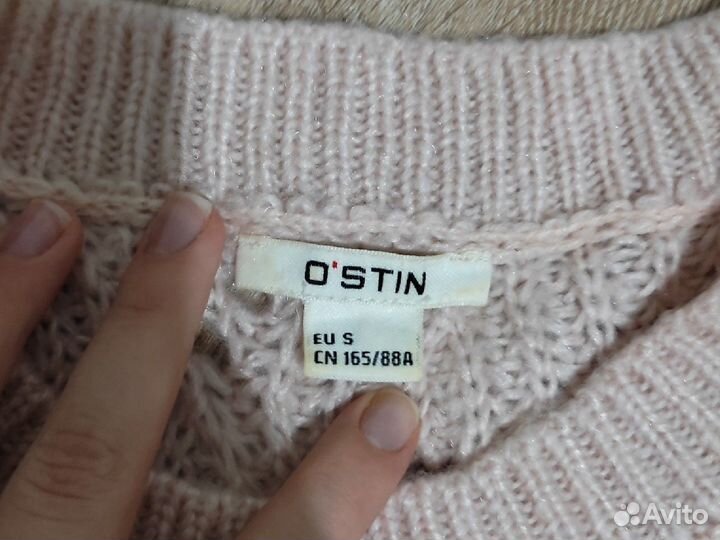 O'STIN
EU S
CN 165/88A
Avito